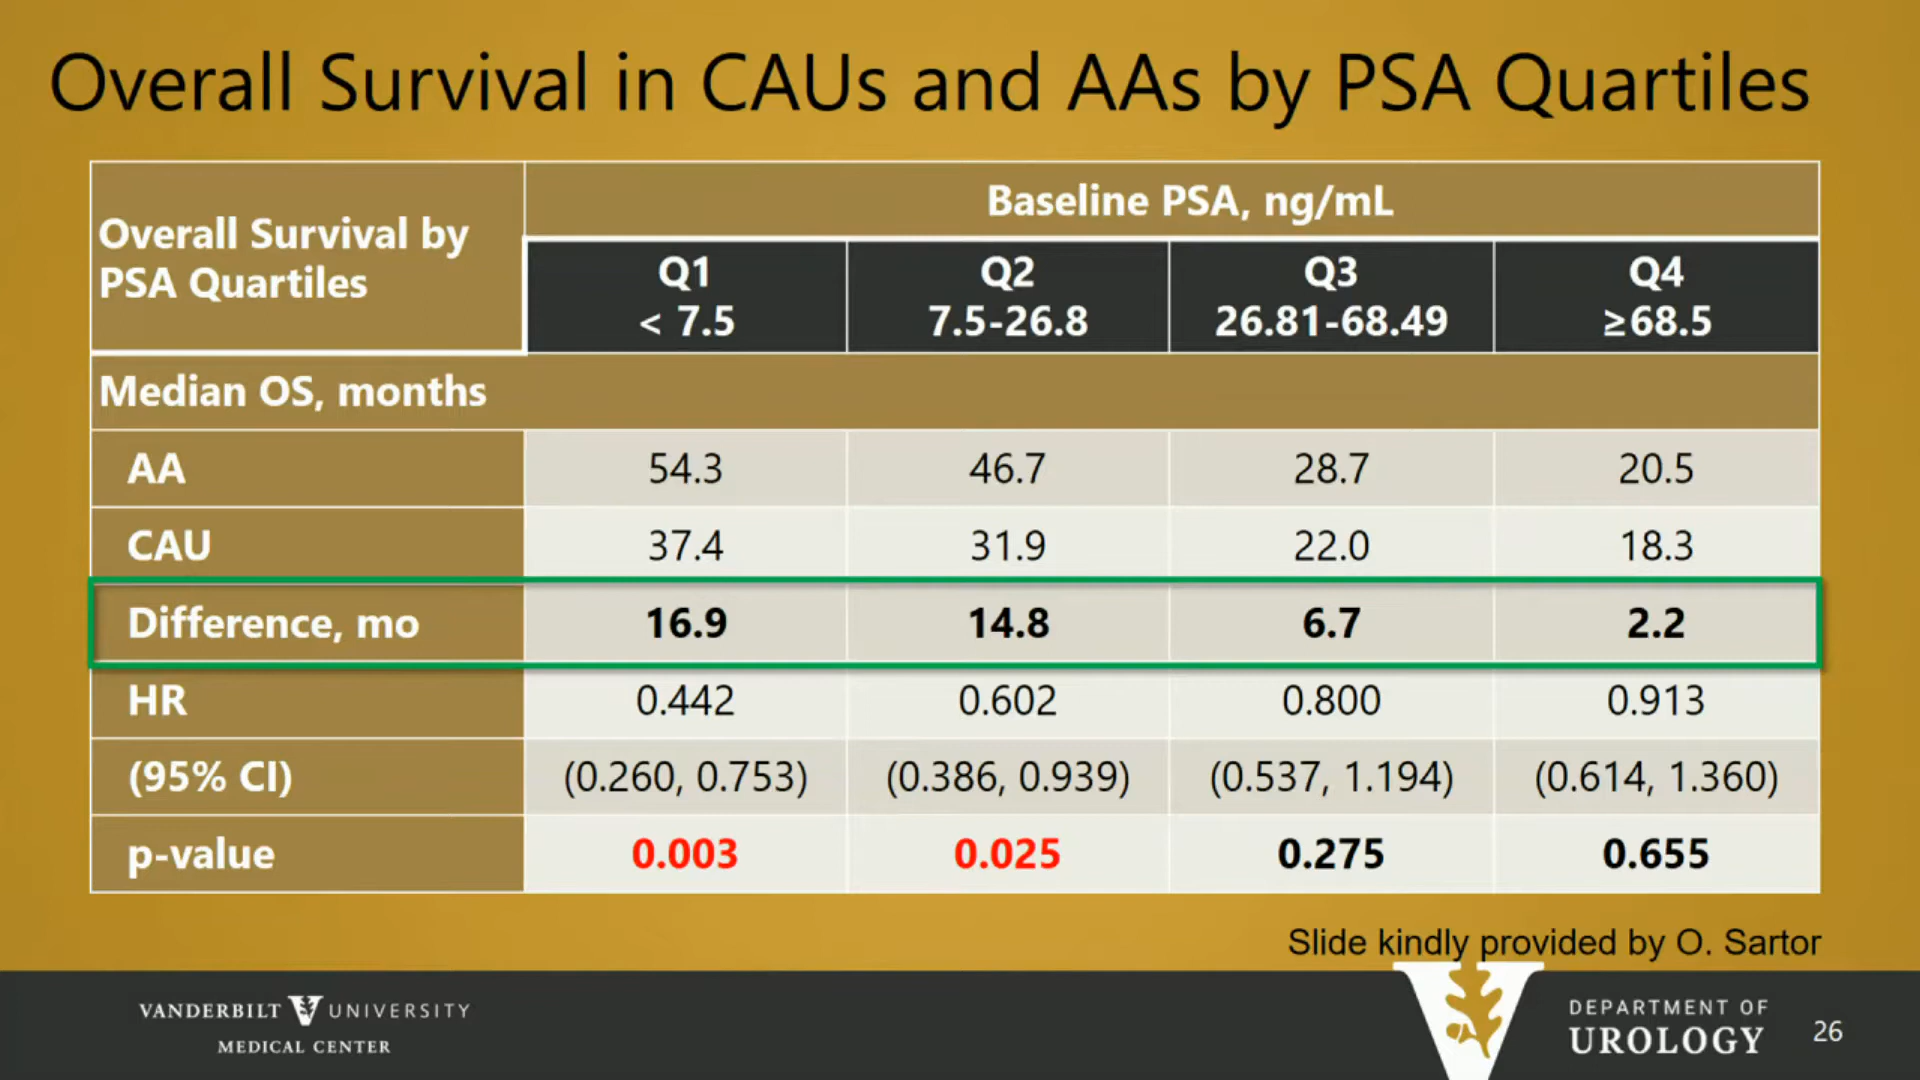 Overall Survival in CAUs and AAs by PSA Quartiles
Overall Survival by
PSA Quartiles
Baseline PSA, ng/mL
Q1
< 7.5
Q2
7.5-26.8
Q3
26.81-68.49
Q4
≥68.5
Median OS, months
AA 54.3 46.7 28.7 20.5
CAU 37.4 31.9 22.0 18.3
Difference, mo 16.9 14.8 6.7 2.2
HR 0.442 0.602 0.800 0.913
(95% CI) (0.260, 0.753) (0.386, 0.939) (0.537, 1.194) (0.614, 1.360)
p-value 0.003 0.025 0.275 0.655
Slide kindly provided by O. Sartor
VANDERBILT V UNIVERSITY
MEDICAL CENTER
V
DEPARTMENT OF
UROLOGY
26